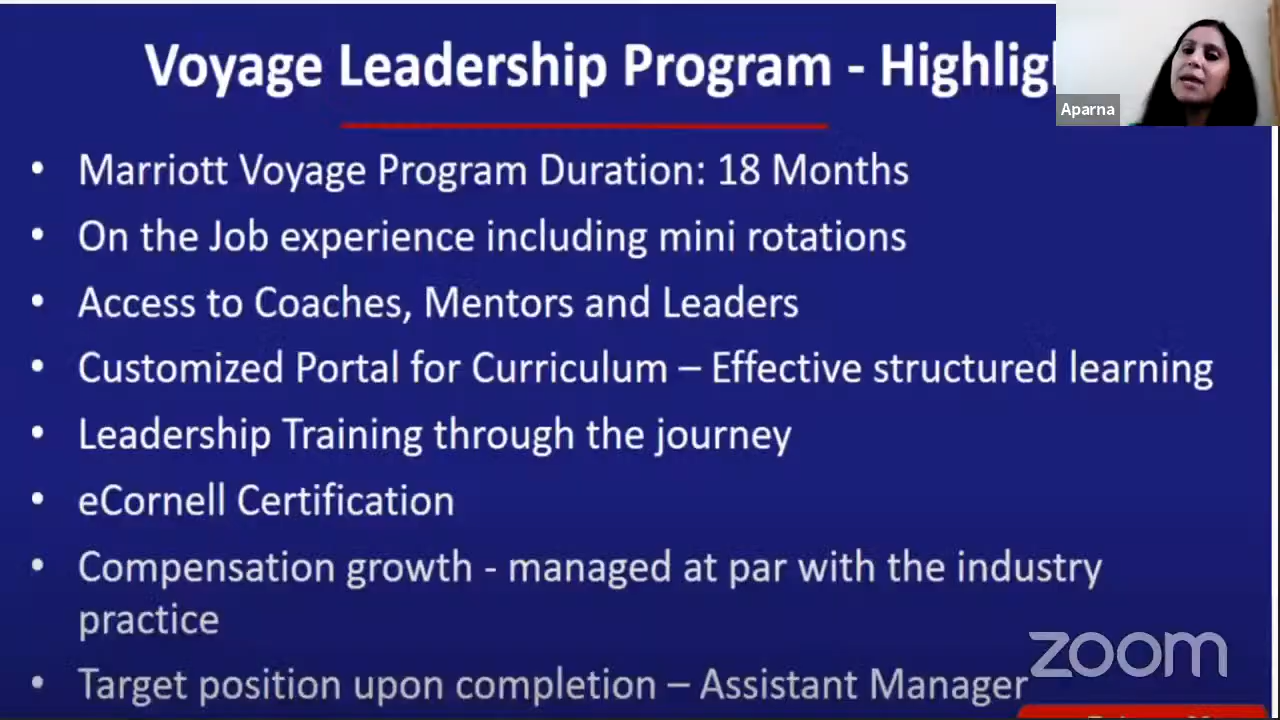 Voyage Leadership Program - Highlig
Aparna
• Marriott Voyage Program Duration: 18 Months
• On the Job experience including mini rotations
• Access to Coaches, Mentors and Leaders
• Customized Portal for Curriculum – Effective structured learning
• Leadership Training through the journey
• eCornell Certification
• Compensation growth - managed at par with the industry
practice
• Target position upon completion – Assistant Manager
zoom